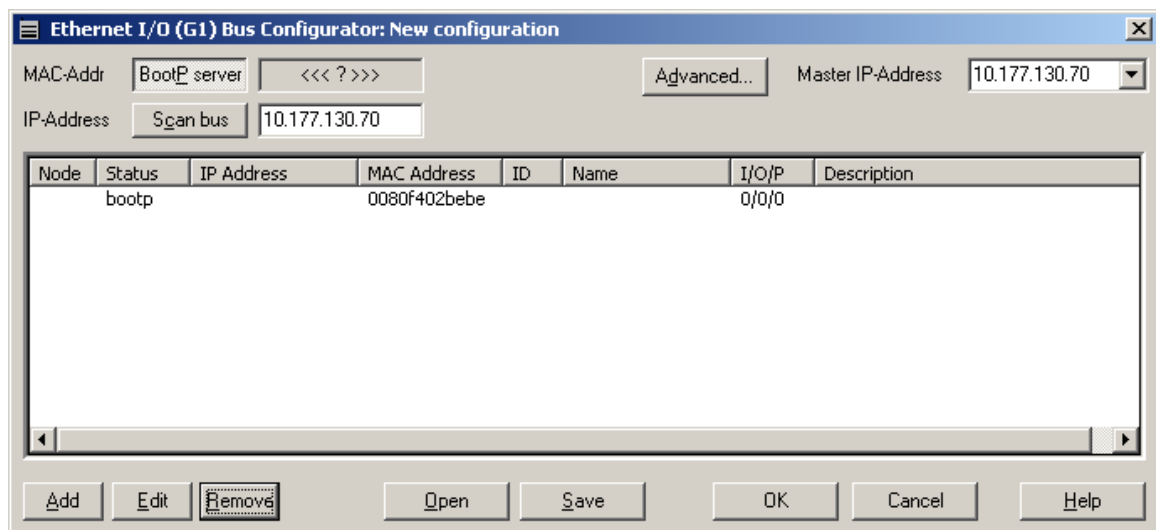 Ethernet I/O (G1) Bus Configurator: New configuration
MAC-Addr BootP server <<< ? >>> Advanced... Master IP-Address 10.177.130.70
IP-Address Scan bus 10.177.130.70
Node Status IP Address MAC Address ID Name I/O/P Description
bootp 0080f402bebe 0/0/0
Add Edit Remove Open Save OK Cancel Help